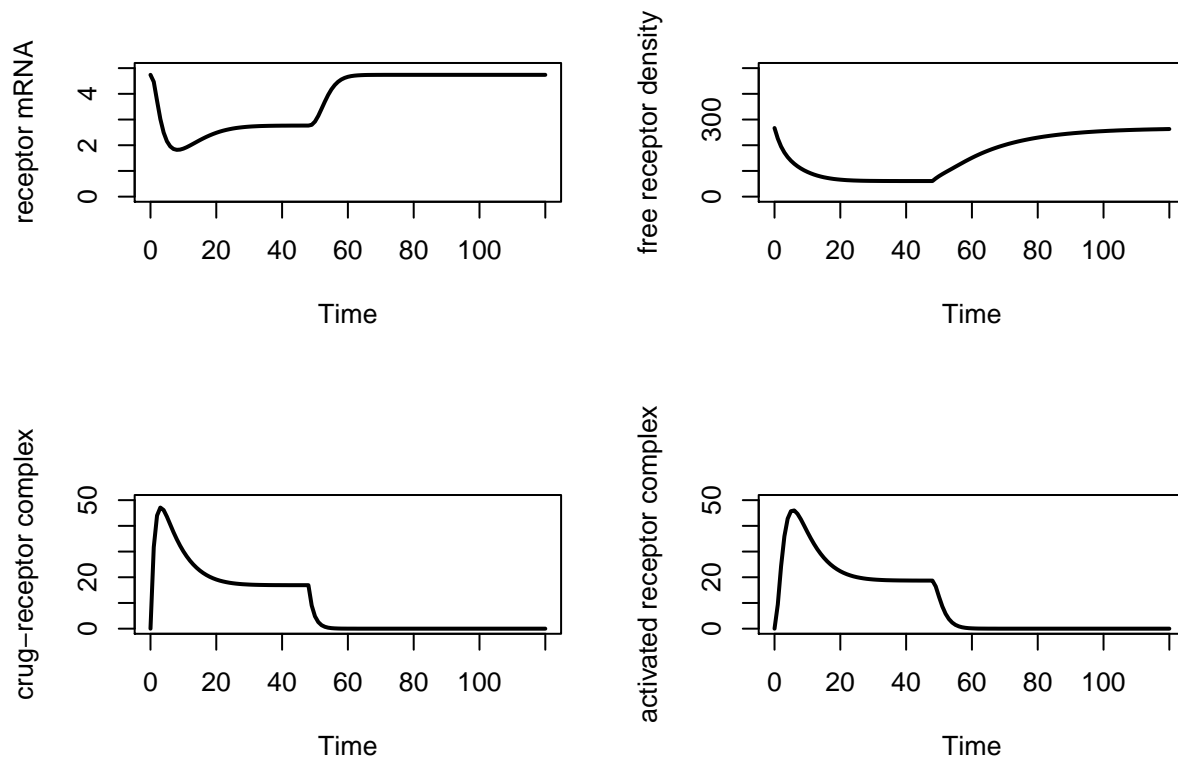 receptor mRNA
0 2 4
0 20 40 60 80 100
Time
free receptor density
0 300
0 20 40 60 80 100
Time
crug−receptor complex
0 20 50
0 20 40 60 80 100
Time
activated receptor complex
0 20 50
0 20 40 60 80 100
Time